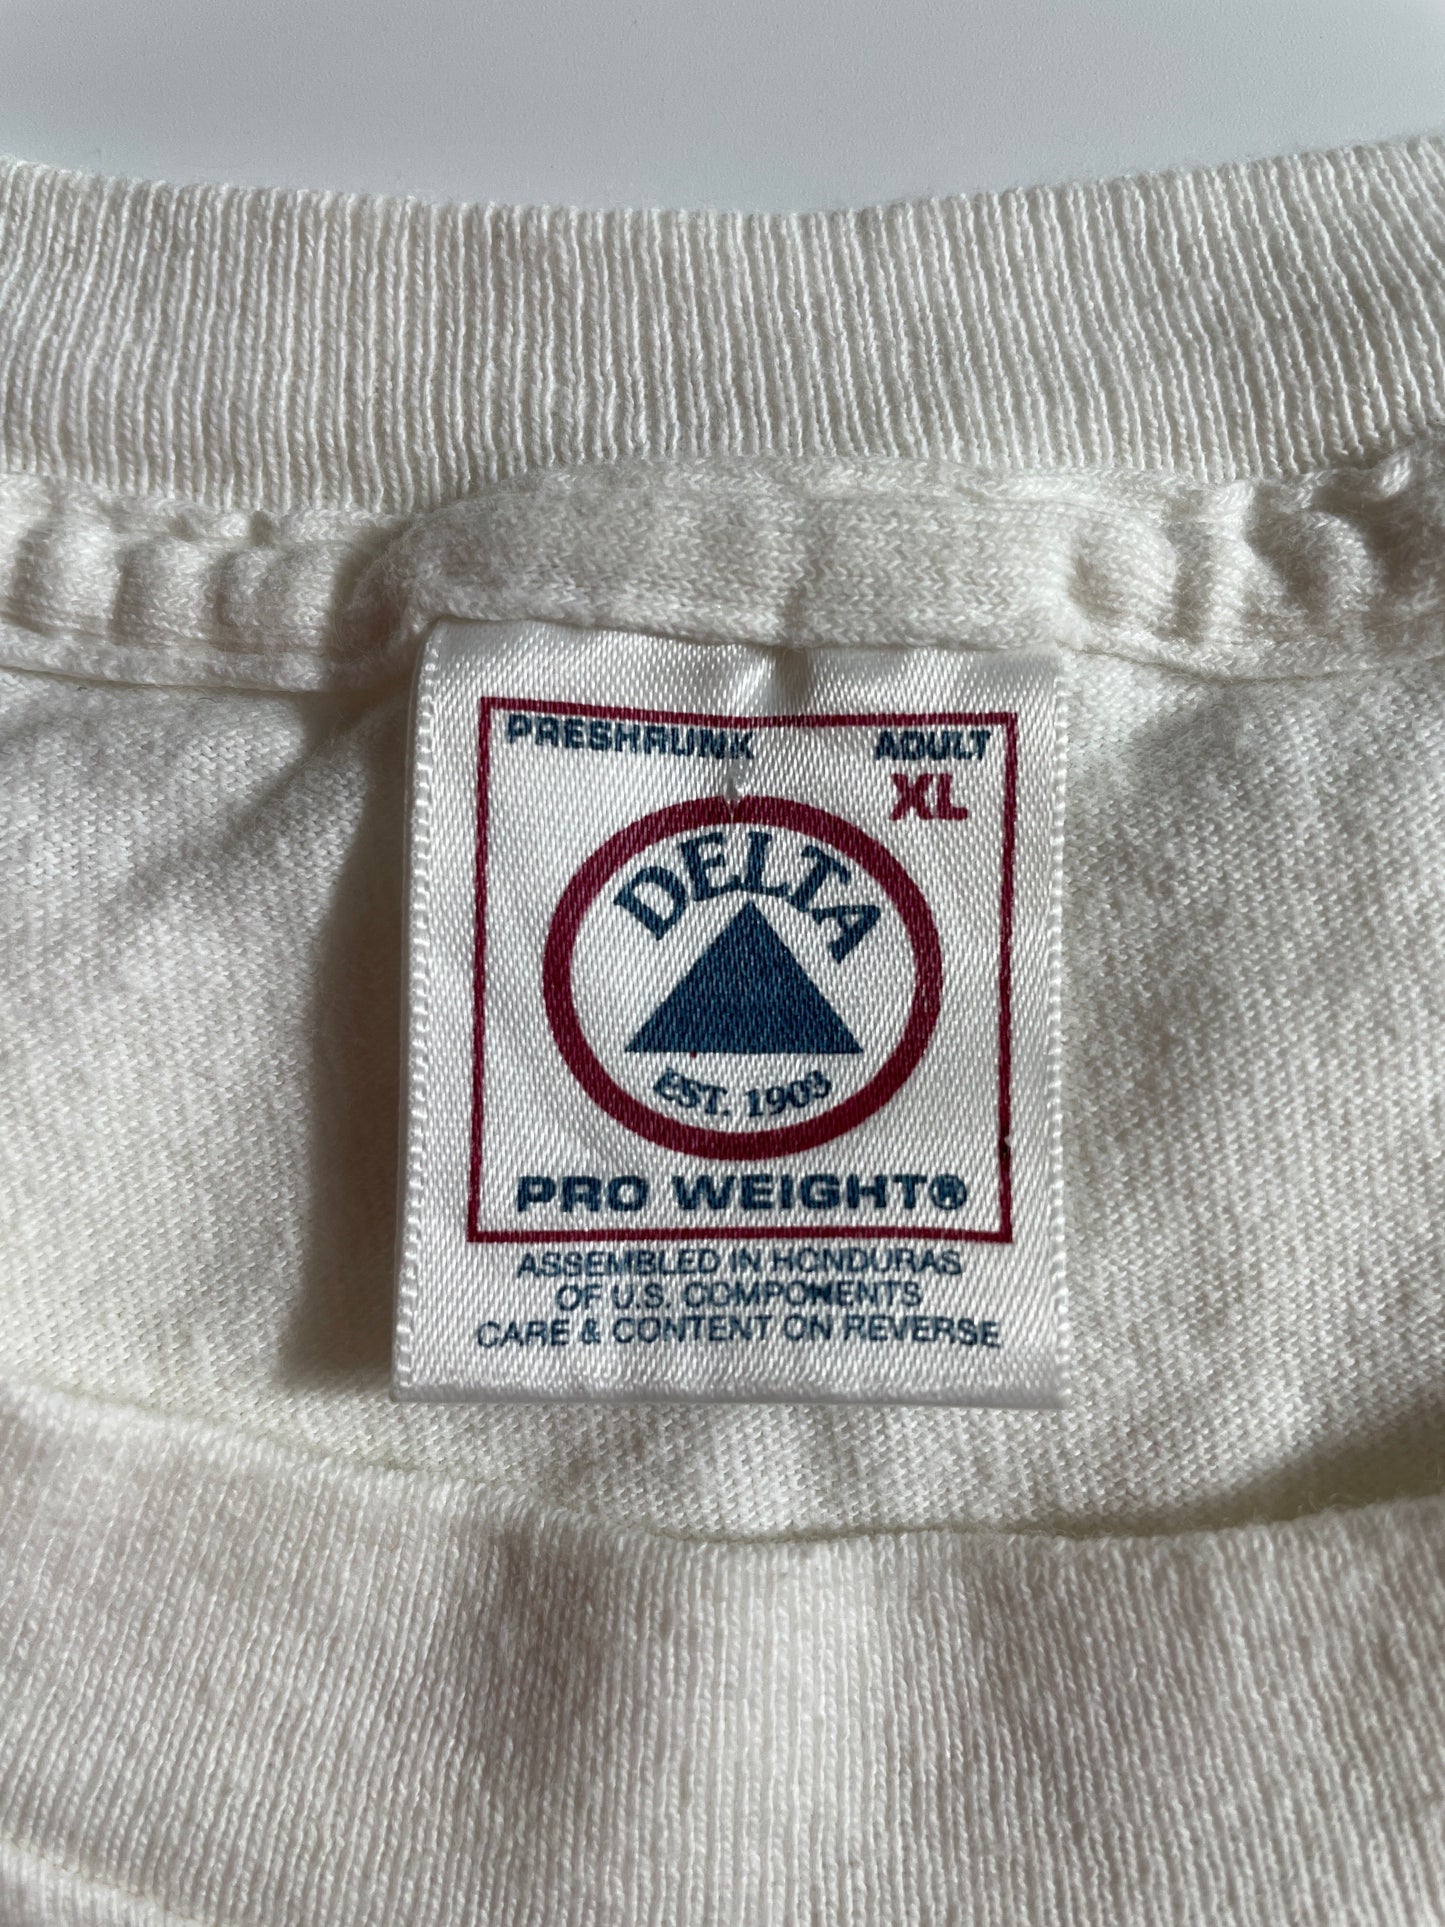 PRESHRUNK ADULT
XL
DELTA
EST. 1903
PRO WEIGHT®
ASSEMBLED IN HONDURAS
OF U.S. COMPONENTS
CARE & CONTENT ON REVERSE